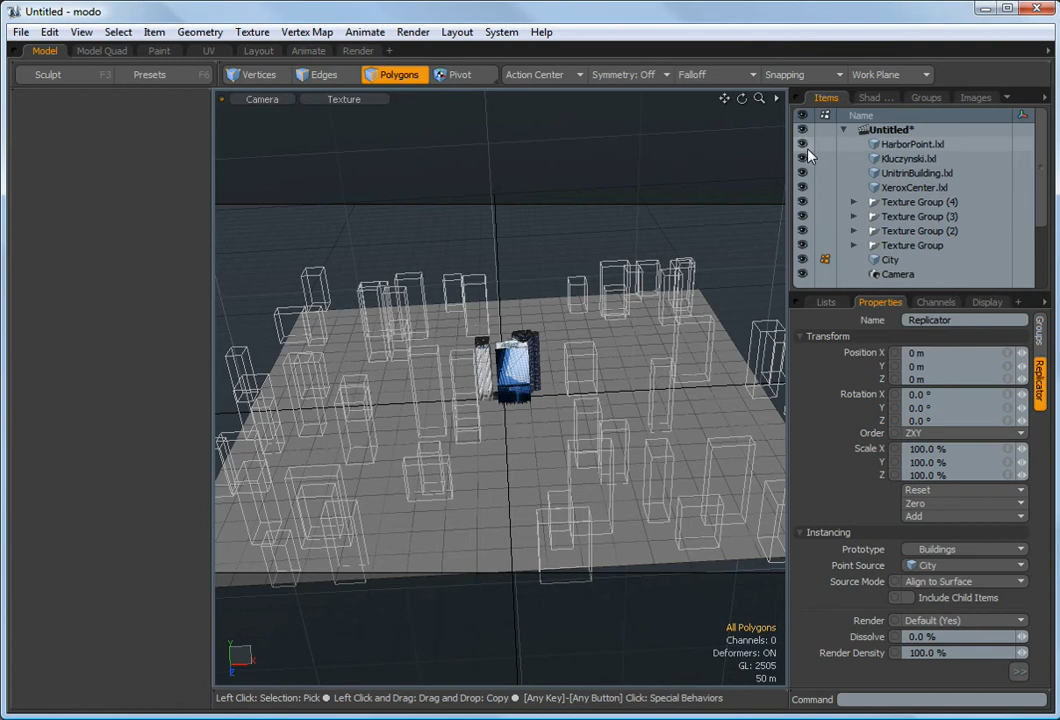 Untitled - modo
File Edit View Select Item Geometry Texture Vertex Map Animate Render Layout System Help
Model Model Quad Paint UV Layout Animate Render +
Sculpt F3 Presets F6 Vertices Edges Polygons Pivot Action Center Symmetry: Off Falloff Snapping Work Plane
Camera Texture
Items Shad ... Groups Images
Name
Untitled*
HarborPoint.lxl
Kluczynski.lxl
UnitrinBuilding.lxl
XeroxCenter.lxl
Texture Group (4)
Texture Group (3)
Texture Group (2)
Texture Group
City
Camera
Lists Properties Channels Display +
Name Replicator
Groups
Replicator
Transform
Position X 0 m
Y 0 m
Z 0 m
Rotation X 0.0 °
Y 0.0 °
Z 0.0 °
Order ZXY
Scale X 100.0 %
Y 100.0 %
Z 100.0 %
Reset
Zero
Add
Instancing
Prototype Buildings
Point Source City
Source Mode Align to Surface
Include Child Items
Render Default (Yes)
Dissolve 0.0 %
Render Density 100.0 %
>>
All Polygons
Channels: 0
Deformers: ON
GL: 2505
50 m
Y
X
Z
Left Click: Selection: Pick ● Left Click and Drag: Drag and Drop: Copy ● [Any Key]-[Any Button] Click: Special Behaviors
Command